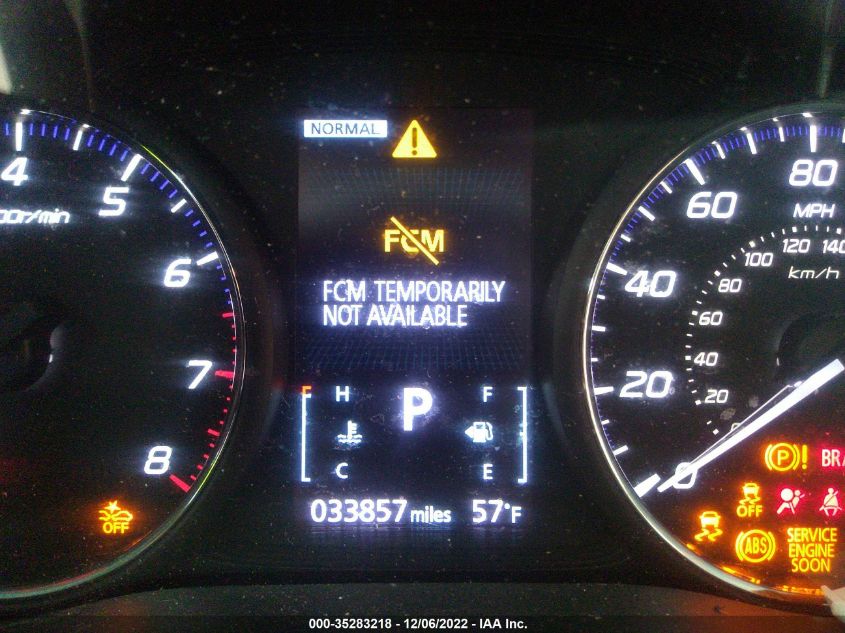 NORMAL
4
5
6
7
8
FCM
FCM TEMPORARILY
NOT AVAILABLE
H
F
P
C
E
033857 miles 57°F
OFF
80
60
40
20
0
MPH
km/h
140
120
100
80
60
40
20
P !
OFF
ABS
SERVICE
ENGINE
SOON
000-35283218 - 12/06/2022 - IAA Inc.